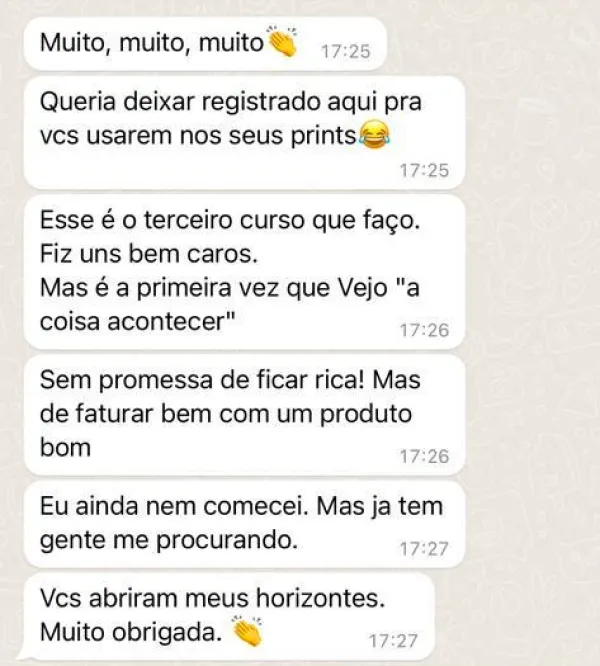 Muito, muito, muito👏 17:25
Queria deixar registrado aqui pra
vcs usarem nos seus prints😂
17:25
Esse é o terceiro curso que faço.
Fiz uns bem caros.
Mas é a primeira vez que Vejo "a
coisa acontecer"
17:26
Sem promessa de ficar rica! Mas
de faturar bem com um produto
bom
17:26
Eu ainda nem comecei. Mas ja tem
gente me procurando.
17:27
Vcs abriram meus horizontes.
Muito obrigada. 👏
17:27